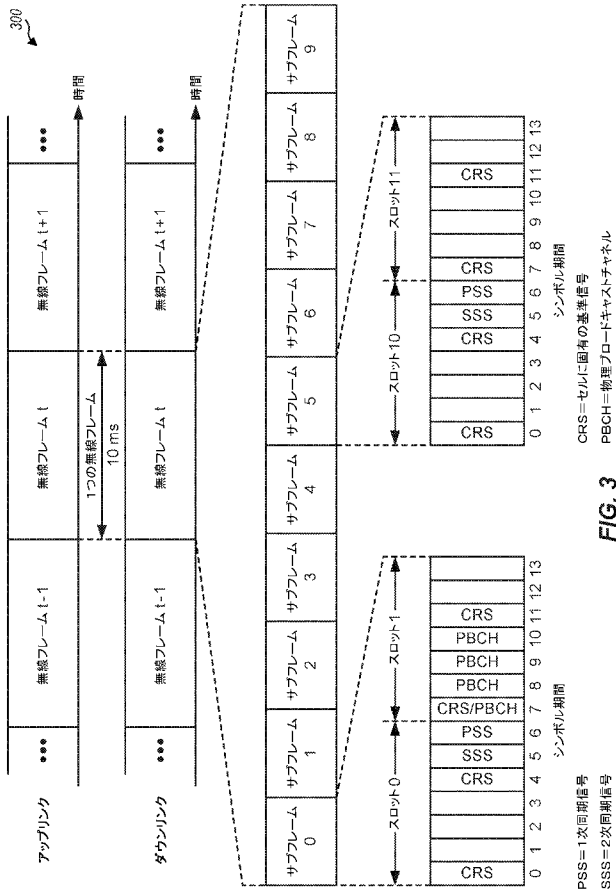 300
アップリンク
••• 無線フレーム t-1 無線フレーム t 無線フレーム t+1 •••
時間
1つの無線フレーム
10 ms
ダウンリンク
••• 無線フレーム t-1 無線フレーム t 無線フレーム t+1 •••
時間
サブフレーム 0
サブフレーム 1
サブフレーム 2
サブフレーム 3
サブフレーム 4
サブフレーム 5
サブフレーム 6
サブフレーム 7
サブフレーム 8
サブフレーム 9
スロット0 スロット1
CRS CRS SSS PSS CRS/PBCH PBCH PBCH PBCH CRS
0 1 2 3 4 5 6 7 8 9 10 11 12 13
シンボル期間
スロット10 スロット11
CRS CRS SSS PSS CRS CRS
0 1 2 3 4 5 6 7 8 9 10 11 12 13
シンボル期間
PSS=1次同期信号
SSS=2次同期信号
CRS=セルに固有の基準信号
PBCH=物理ブロードキャストチャネル
FIG. 3